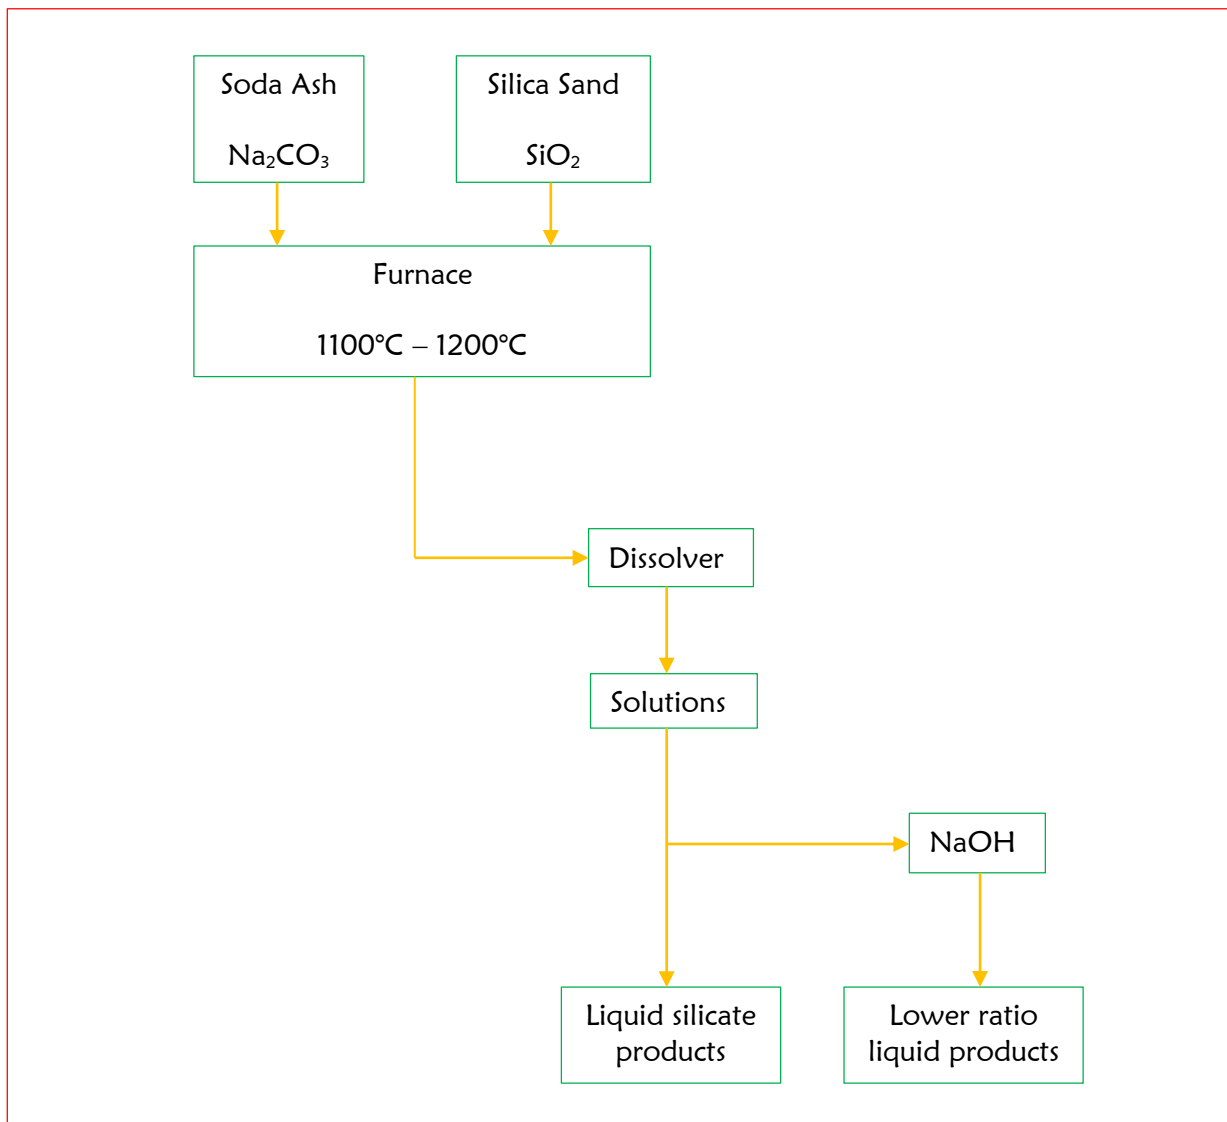 Soda Ash
Na₂CO₃
Silica Sand
SiO₂
Furnace
1100°C – 1200°C
Dissolver
Solutions
NaOH
Liquid silicate
products
Lower ratio
liquid products